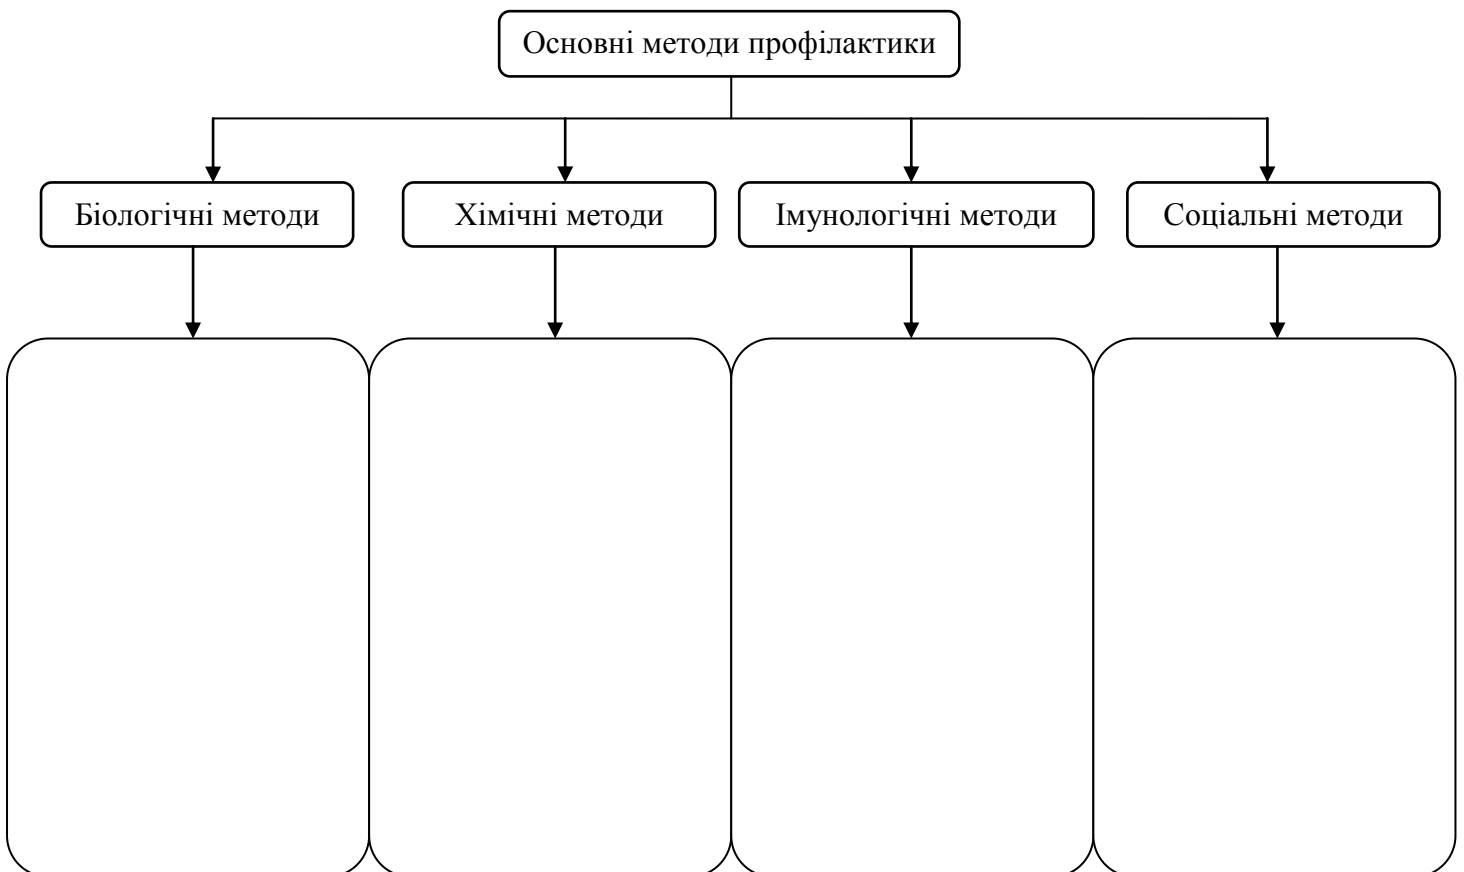 Основні методи профілактики
Біологічні методи
Хімічні методи
Імунологічні методи
Соціальні методи